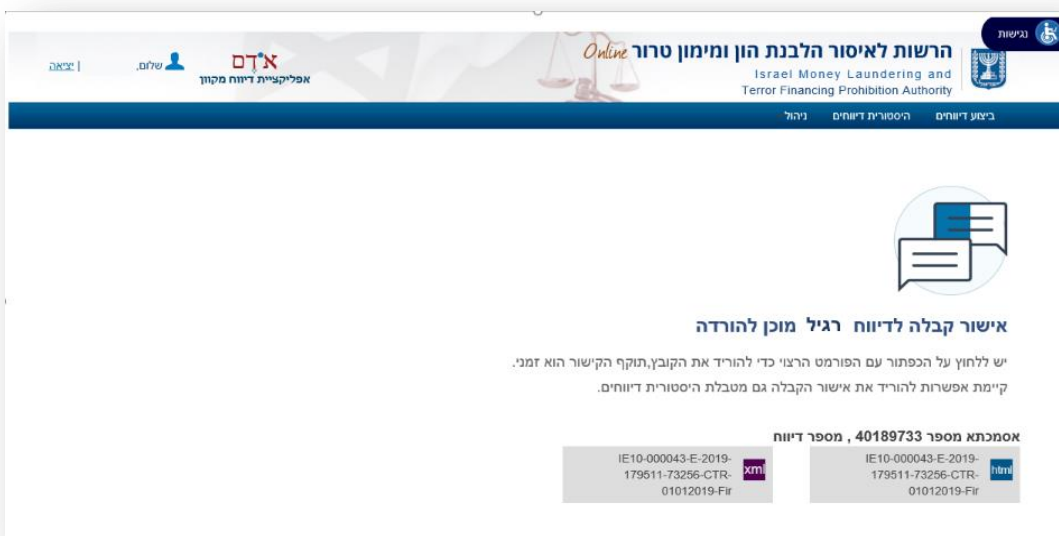 נגישות
הרשות לאיסור הלבנת הון ומימון טרור Online
Israel Money Laundering and
Terror Financing Prohibition Authority
א״דם
אפליקציית דיווח מקוון
שלום,
| יציאה
ביצוע דיווחים היסטורית דיווחים ניהול
אישור קבלה לדיווח רגיל מוכן להורדה
יש ללחוץ על הכפתור עם הפורמט הרצוי כדי להוריד את הקובץ,תוקף הקישור הוא זמני.
קיימת אפשרות להוריד את אישור הקבלה גם מטבלת היסטורית דיווחים.
אסמכתא מספר 40189733 , מספר דיווח
html
IE10-000043-E-2019-
179511-73256-CTR-
01012019-Fir
xml
IE10-000043-E-2019-
179511-73256-CTR-
01012019-Fir